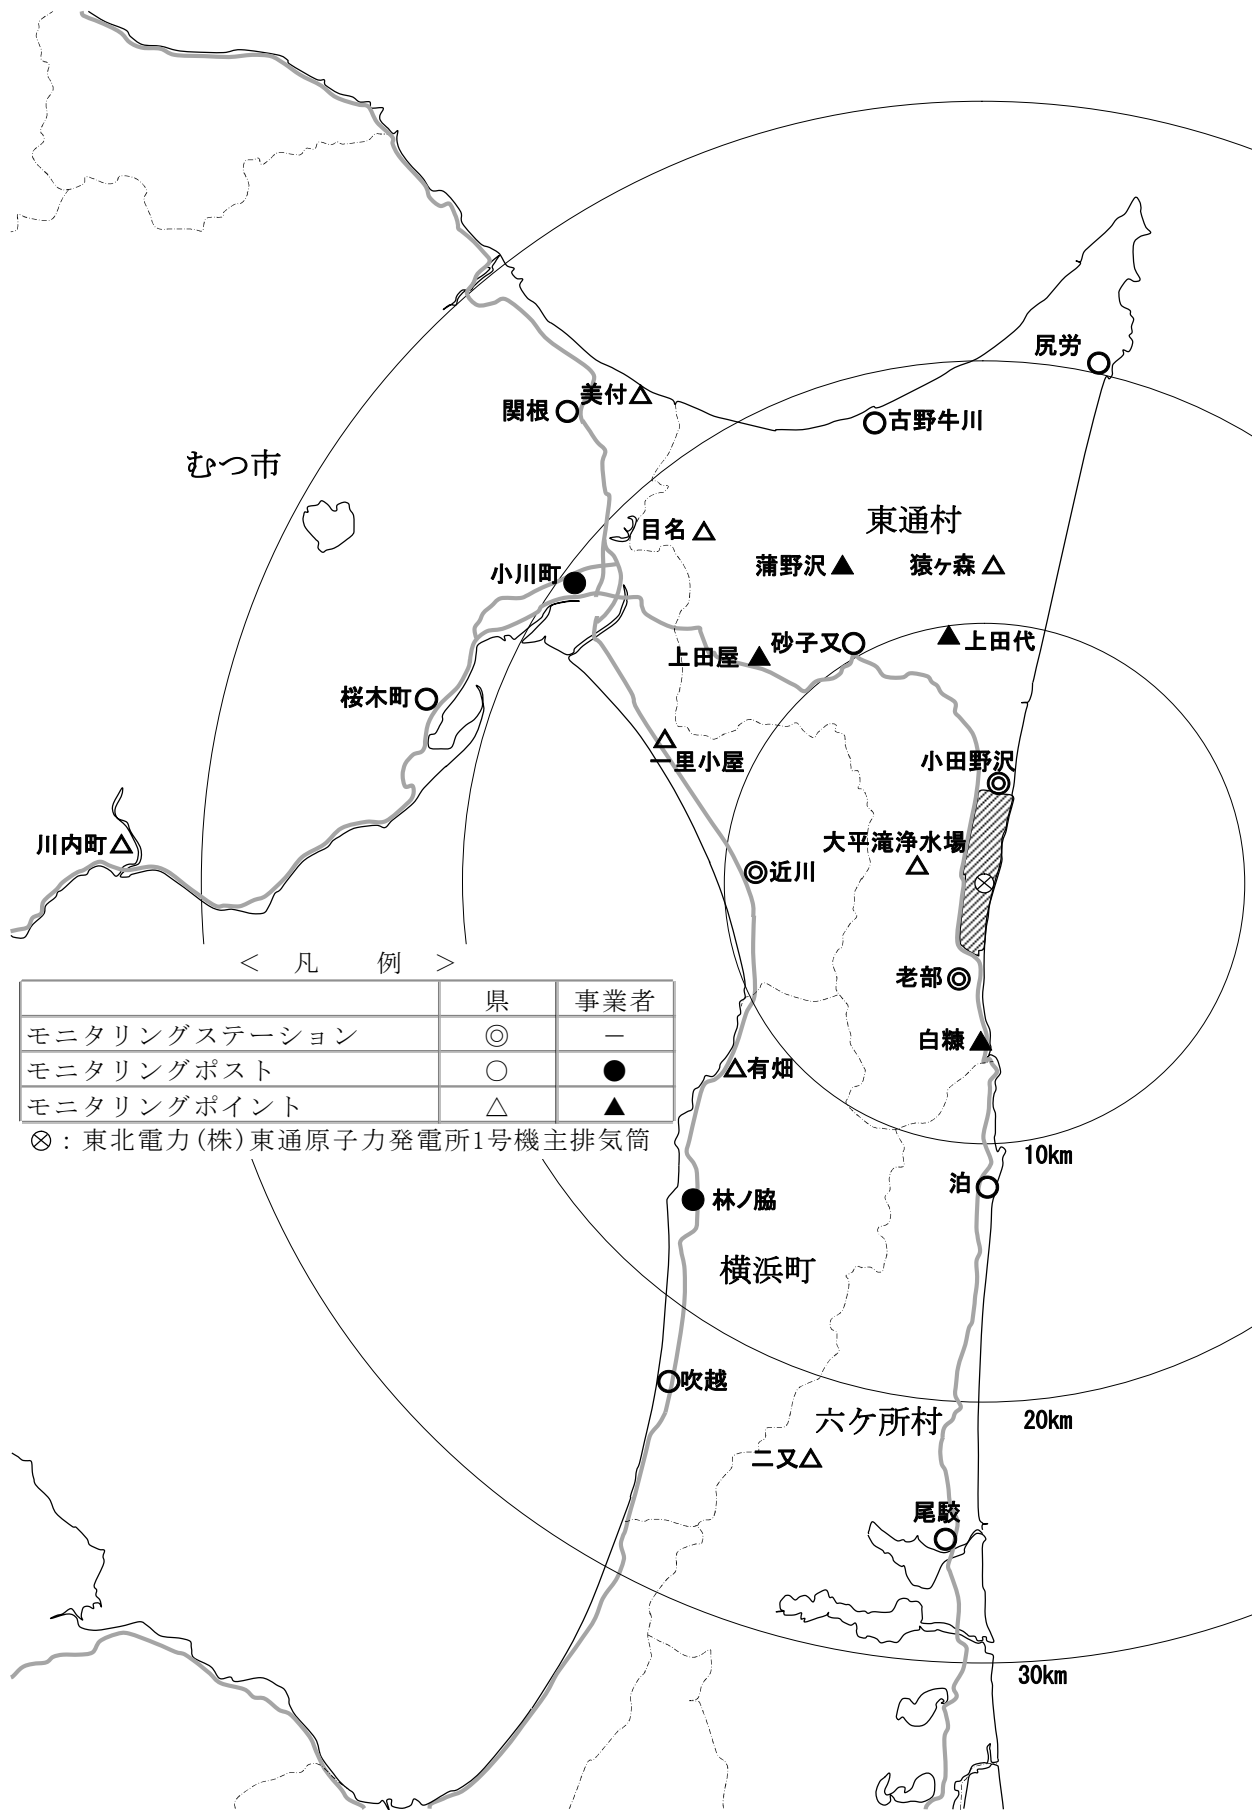 尻労
美付△
関根
古野牛川
むつ市
東通村
目名
蒲野沢
猿ヶ森
小川町
砂子又
上田代
上田屋
桜木町
一里小屋
小田野沢
川内町
大平滝浄水場
近川
＜ 凡 例 ＞
県 事業者
モニタリングステーション ◎ －
モニタリングポスト ○ ●
モニタリングポイント △ ▲
⊗：東北電力(株)東通原子力発電所1号機主排気筒
老部
白糠
有畑
10km
泊
林ノ脇
横浜町
吹越
六ケ所村
20km
二又
尾駮
30km